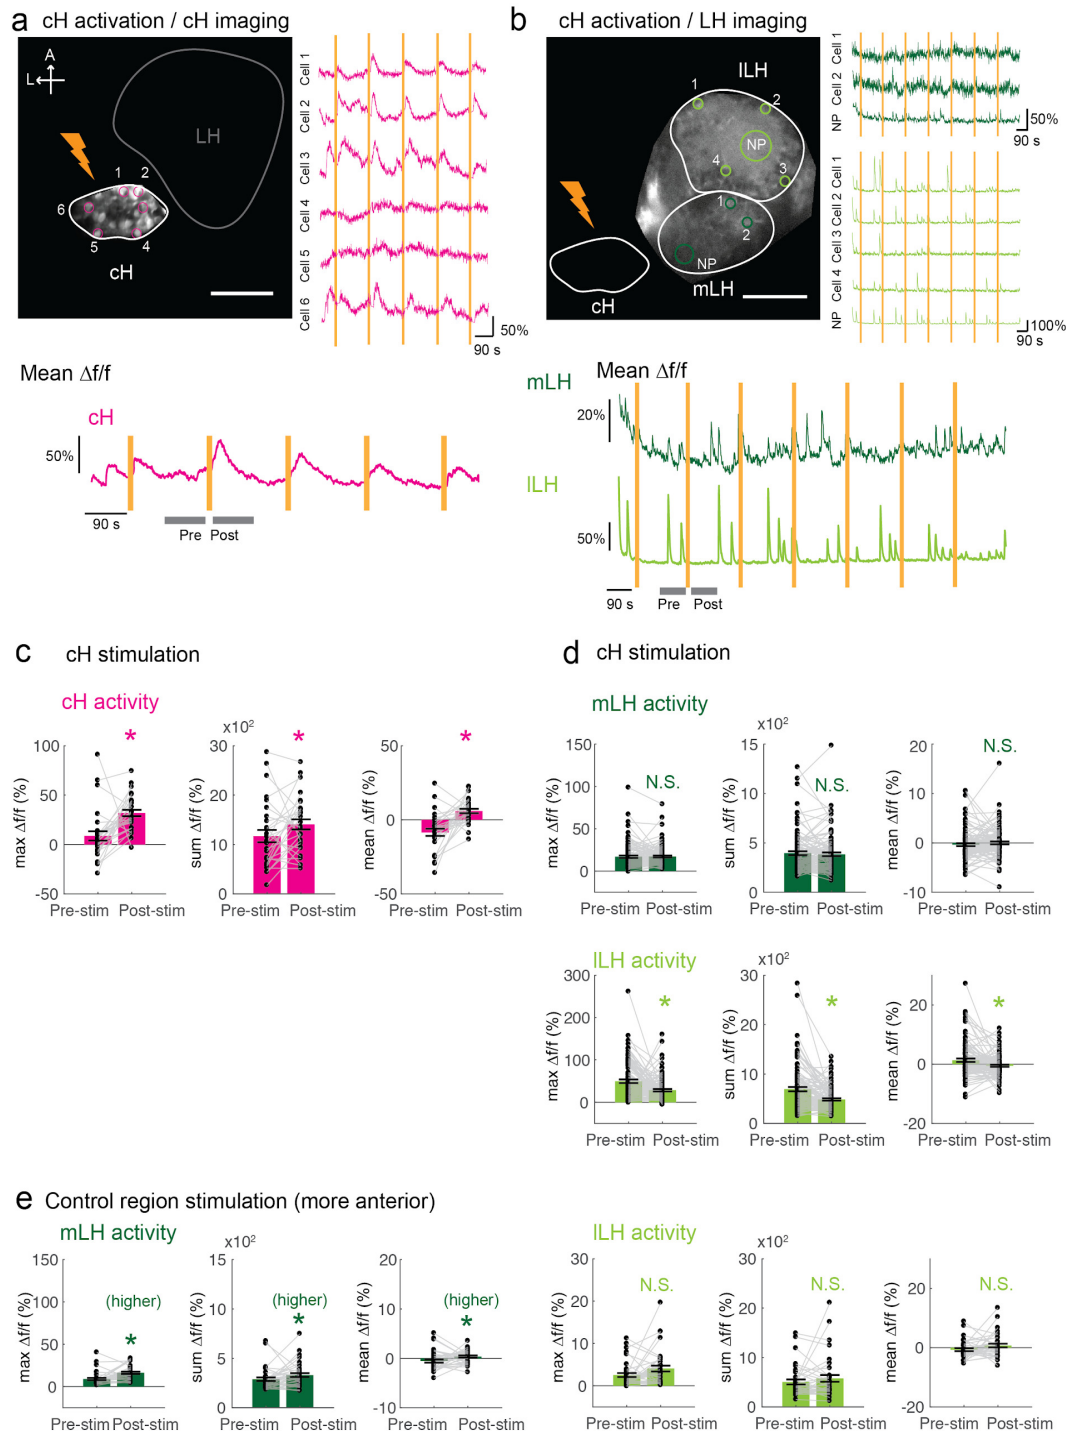 a cH activation / cH imaging
A
L
LH
1 2
6
5 4
cH
Cell 1
Cell 2
Cell 3
Cell 4
Cell 5
Cell 6
50%
90 s
Mean Δf/f
cH
50%
90 s
Pre Post
b cH activation / LH imaging
lLH
1 2
NP
4 3
1
2
NP
mLH
cH
Cell 1
Cell 2
NP
50%
90 s
Cell 1
Cell 2
Cell 3
Cell 4
NP
100%
90 s
Mean Δf/f
mLH
20%
lLH
50%
90 s
Pre Post
c cH stimulation
cH activity
max Δf/f (%)
100
50
0
-50
*
Pre-stim Post-stim
x10²
sum Δf/f (%)
30
20
10
0
*
Pre-stim Post-stim
mean Δf/f (%)
50
0
-50
*
Pre-stim Post-stim
d cH stimulation
mLH activity
max Δf/f (%)
150
100
50
0
N.S.
Pre-stim Post-stim
x10²
sum Δf/f (%)
15
10
5
0
N.S.
Pre-stim Post-stim
mean Δf/f (%)
20
10
0
-10
N.S.
Pre-stim Post-stim
lLH activity
max Δf/f (%)
300
200
100
0
*
Pre-stim Post-stim
x10²
sum Δf/f (%)
30
20
10
0
*
Pre-stim Post-stim
mean Δf/f (%)
20
0
-20
*
Pre-stim Post-stim
e Control region stimulation (more anterior)
mLH activity
max Δf/f (%)
150
100
50
0
(higher)
*
Pre-stim Post-stim
x10²
sum Δf/f (%)
15
10
5
0
(higher)
*
Pre-stim Post-stim
mean Δf/f (%)
20
10
0
-10
(higher)
*
Pre-stim Post-stim
lLH activity
max Δf/f (%)
30
20
10
0
N.S.
Pre-stim Post-stim
x10²
sum Δf/f (%)
30
20
10
0
N.S.
Pre-stim Post-stim
mean Δf/f (%)
20
0
-20
N.S.
Pre-stim Post-stim